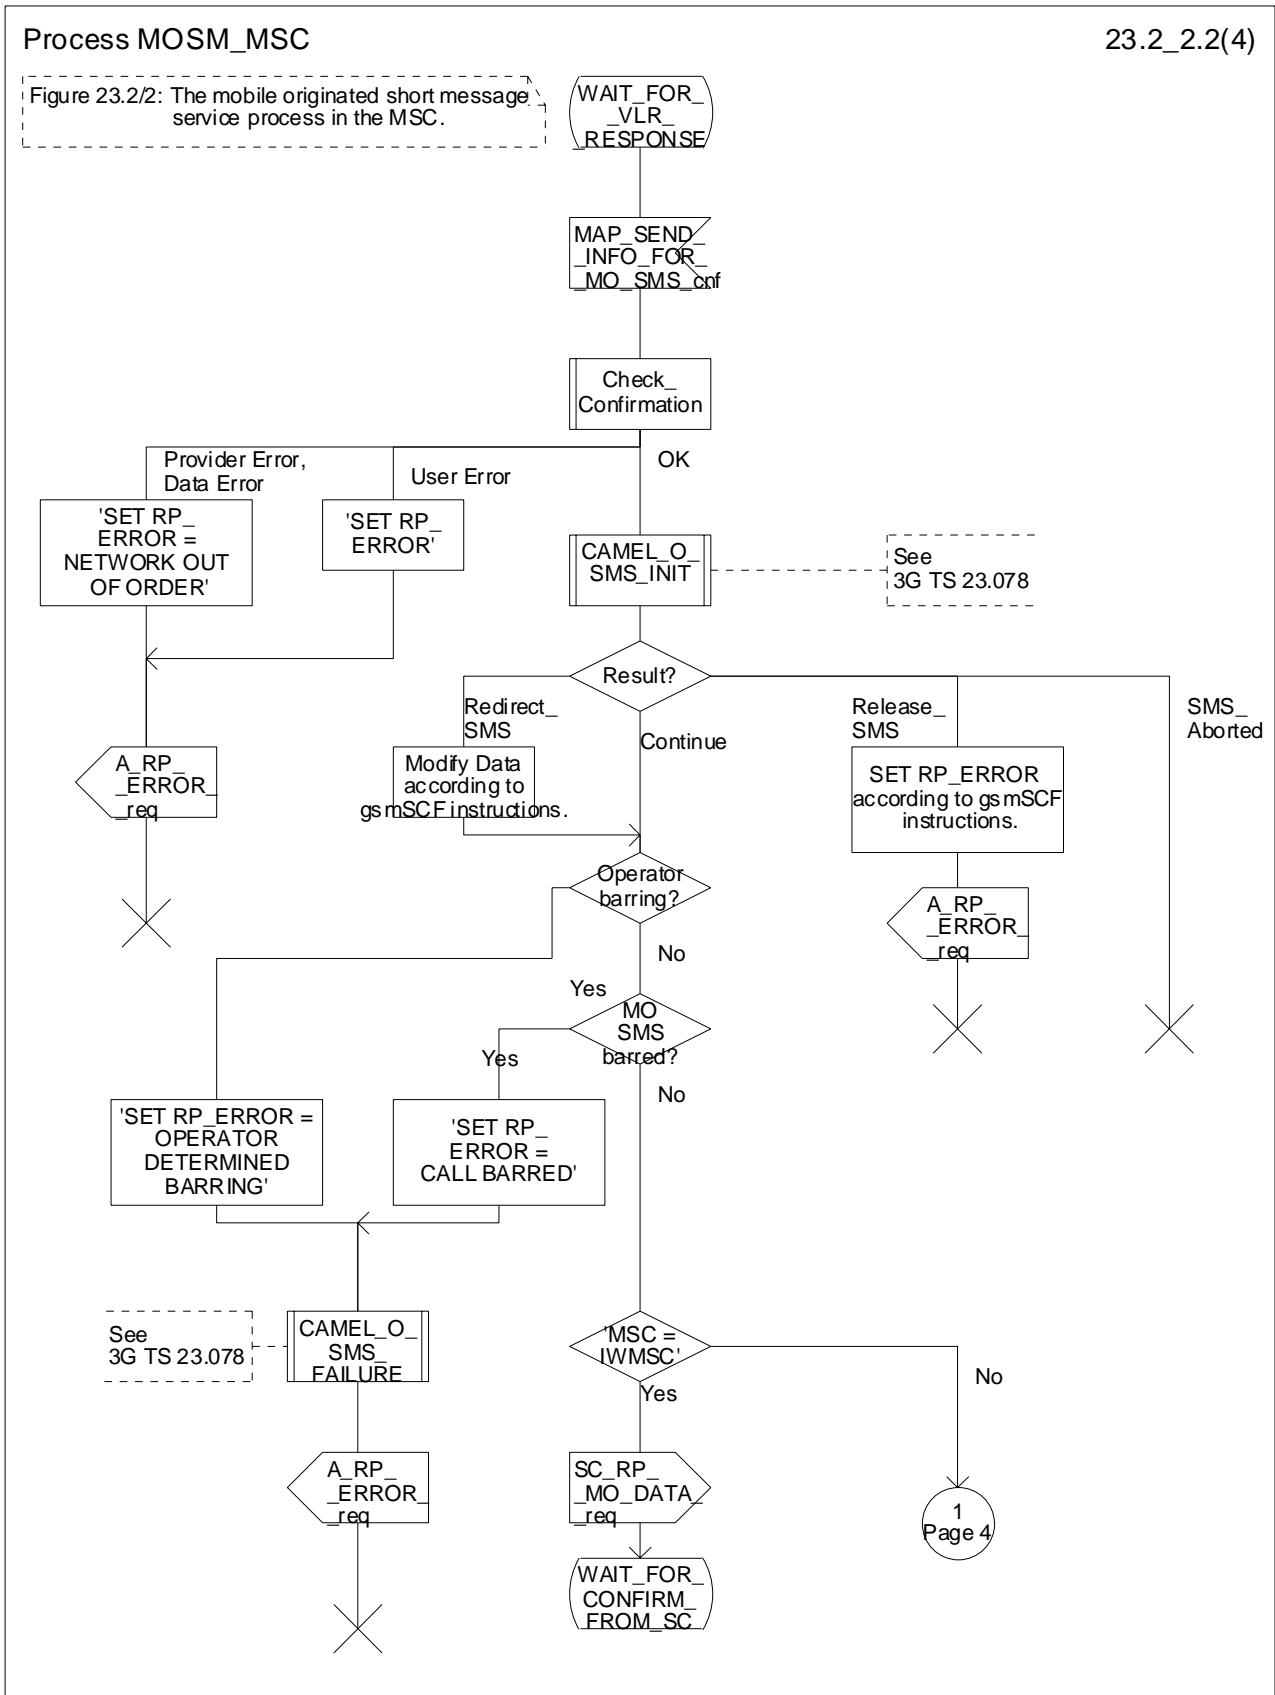 Process MOSM_MSC
23.2_2.2(4)
Figure 23.2/2: The mobile originated short message
service process in the MSC.
WAIT_FOR_
_VLR_
_RESPONSE
MAP_SEND_
_INFO_FOR_
_MO_SMS_cnf
Check_
Confirmation
Provider Error,
Data Error
User Error
OK
'SET RP_
ERROR =
NETWORK OUT
OF ORDER'
'SET RP_
ERROR'
CAMEL_O_
SMS_INIT
See
3G TS 23.078
Result?
Redirect_
SMS
Continue
Release_
SMS
SMS_
Aborted
A_RP_
_ERROR_
_req
Modify Data
according to
gsmSCF instructions.
SET RP_ERROR
according to gsmSCF
instructions.
Operator
barring?
A_RP_
_ERROR_
_req
No
Yes
MO
SMS
barred?
Yes
No
'SET RP_ERROR =
OPERATOR
DETERMINED
BARRING'
'SET RP_
ERROR =
CALL BARRED'
See
3G TS 23.078
CAMEL_O_
SMS_
FAILURE
'MSC =
IWMSC'
No
Yes
A_RP_
_ERROR_
_req
SC_RP_
_MO_DATA_
_req
1
Page 4
WAIT_FOR_
CONFIRM_
FROM_SC